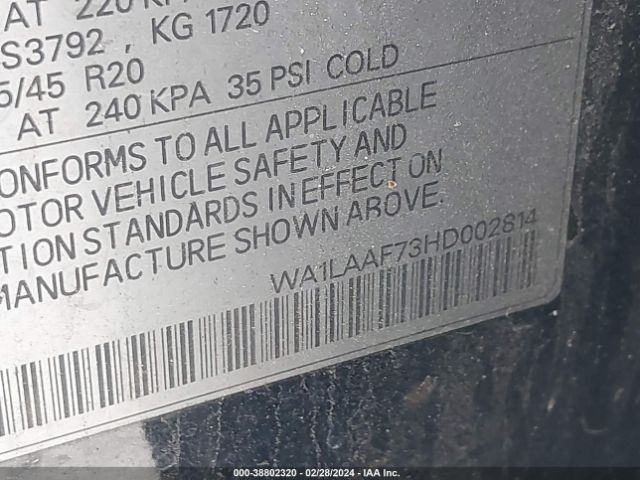 AT 220 K
S3792 , KG 1720
5/45 R20
AT 240 KPA 35 PSI COLD
ONFORMS TO ALL APPLICABLE
OTOR VEHICLE SAFETY AND
TION STANDARDS IN EFFECT ON
MANUFACTURE SHOWN ABOVE.
WA1LAAF73HD002814
000-38802320 | 02/28/2024 | IAA Inc.